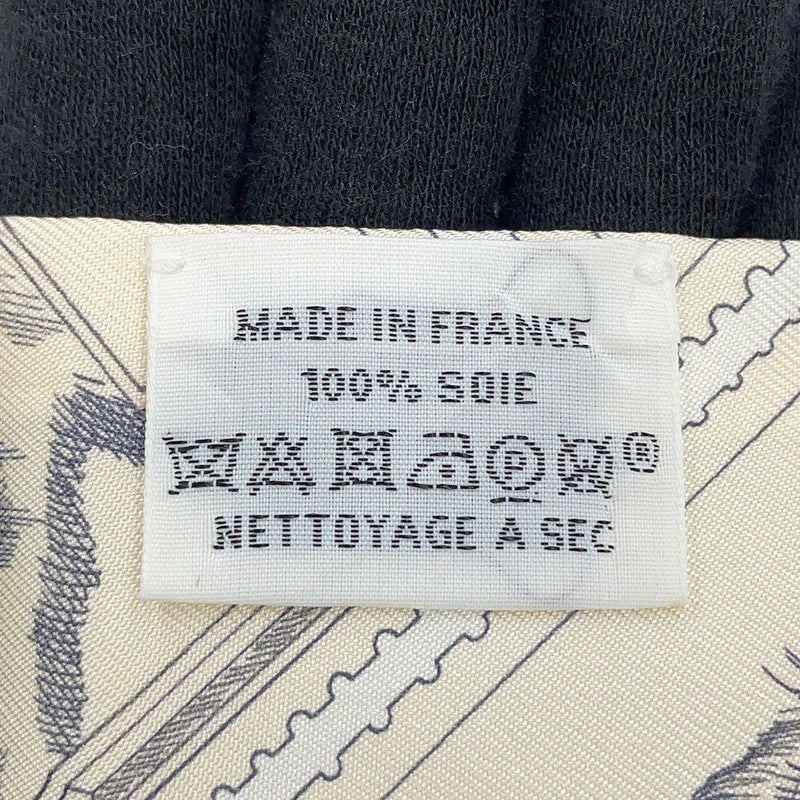 MADE IN FRANCE
100% SOIE
P ®
NETTOYAGE A SEC